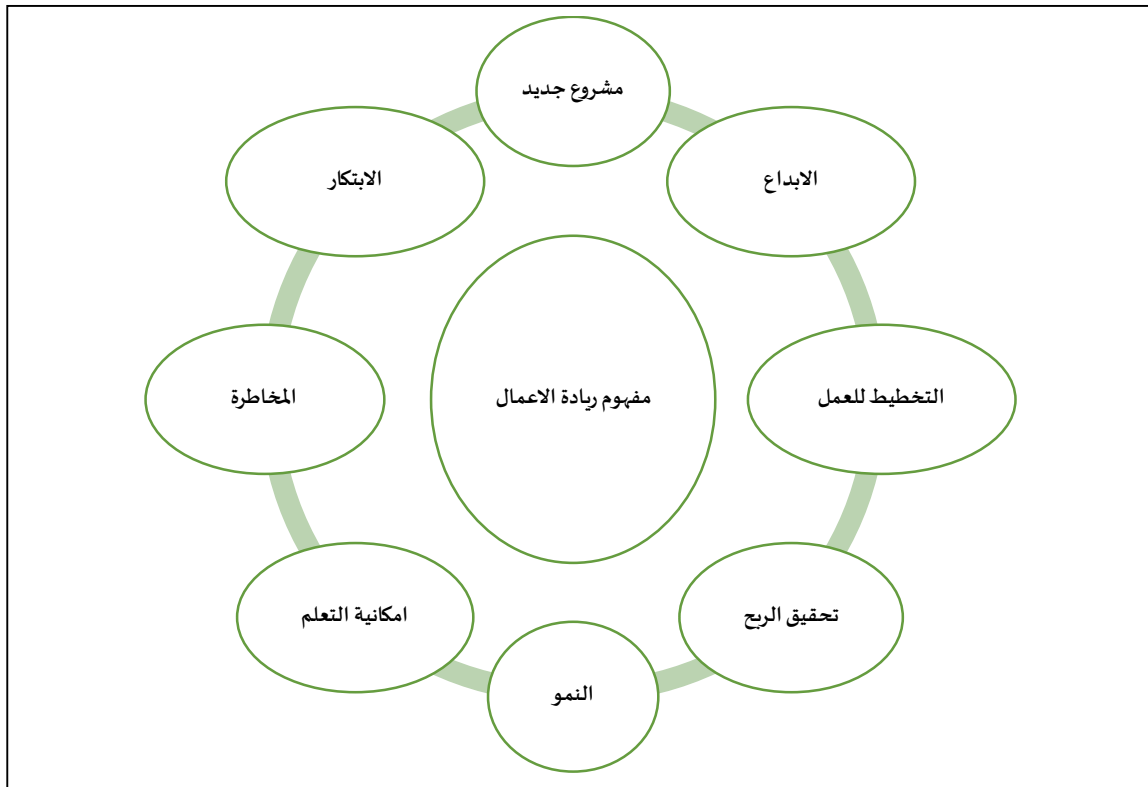 مشروع جديد
الابداع
التخطيط للعمل
تحقيق الربح
النمو
امكانية التعلم
المخاطرة
الابتكار
مفهوم ريادة الاعمال